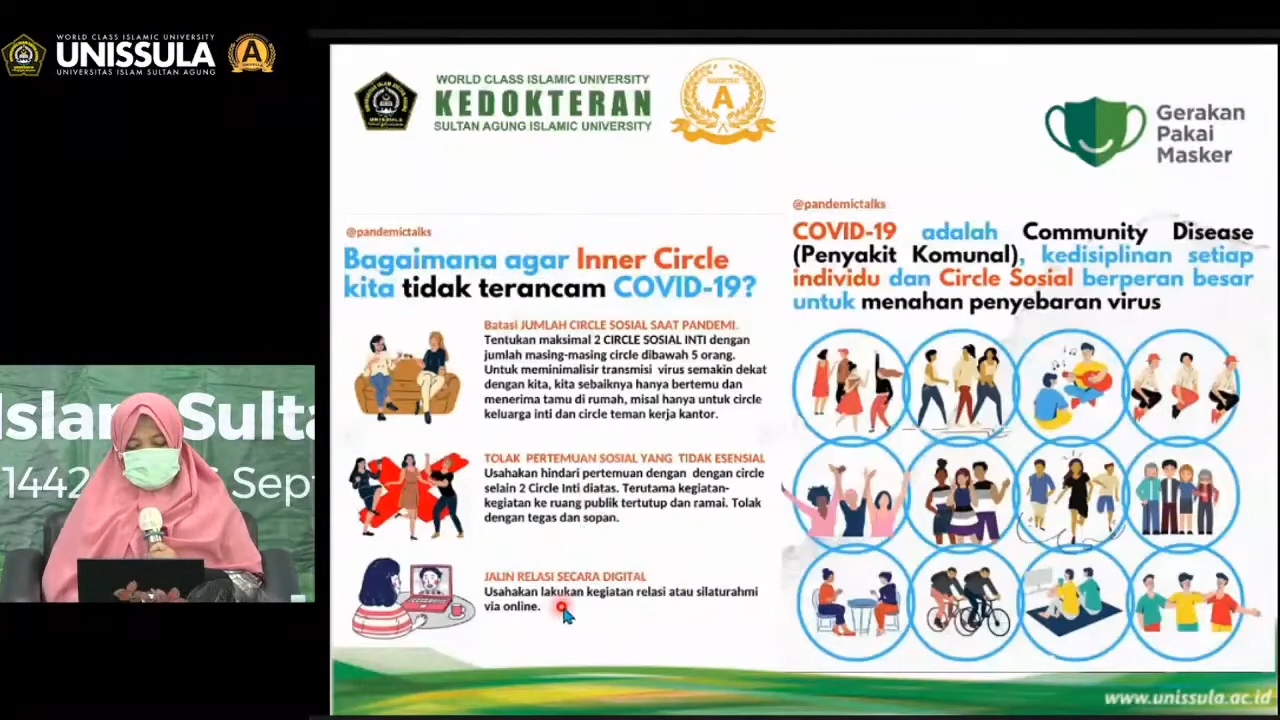 WORLD CLASS ISLAMIC UNIVERSITY
UNISSULA
UNIVERSITAS ISLAM SULTAN AGUNG
A
WORLD CLASS ISLAMIC UNIVERSITY
KEDOKTERAN
SULTAN AGUNG ISLAMIC UNIVERSITY
A
Gerakan
Pakai
Masker
@pandemictalks
Bagaimana agar Inner Circle
kita tidak terancam COVID-19?
Batasi JUMLAH CIRCLE SOSIAL SAAT PANDEMI.
Tentukan maksimal 2 CIRCLE SOSIAL INTI dengan
jumlah masing-masing circle dibawah 5 orang.
Untuk meminimalisir transmisi virus semakin dekat
dengan kita, kita sebaiknya hanya bertemu dan
menerima tamu di rumah, misal hanya untuk circle
keluarga inti dan circle teman kerja kantor.
TOLAK PERTEMUAN SOSIAL YANG TIDAK ESENSIAL
Usahakan hindari pertemuan dengan dengan circle
selain 2 Circle Inti diatas. Terutama kegiatan-
kegiatan ke ruang publik tertutup dan ramai. Tolak
dengan tegas dan sopan.
JALIN RELASI SECARA DIGITAL
Usahakan lakukan kegiatan relasi atau silaturahmi
via online.
@pandemictalks
COVID-19 adalah Community Disease
(Penyakit Komunal), kedisiplinan setiap
individu dan Circle Sosial berperan besar
untuk menahan penyebaran virus
www.unissula.ac.id
Islam Sulta
1442 Sept